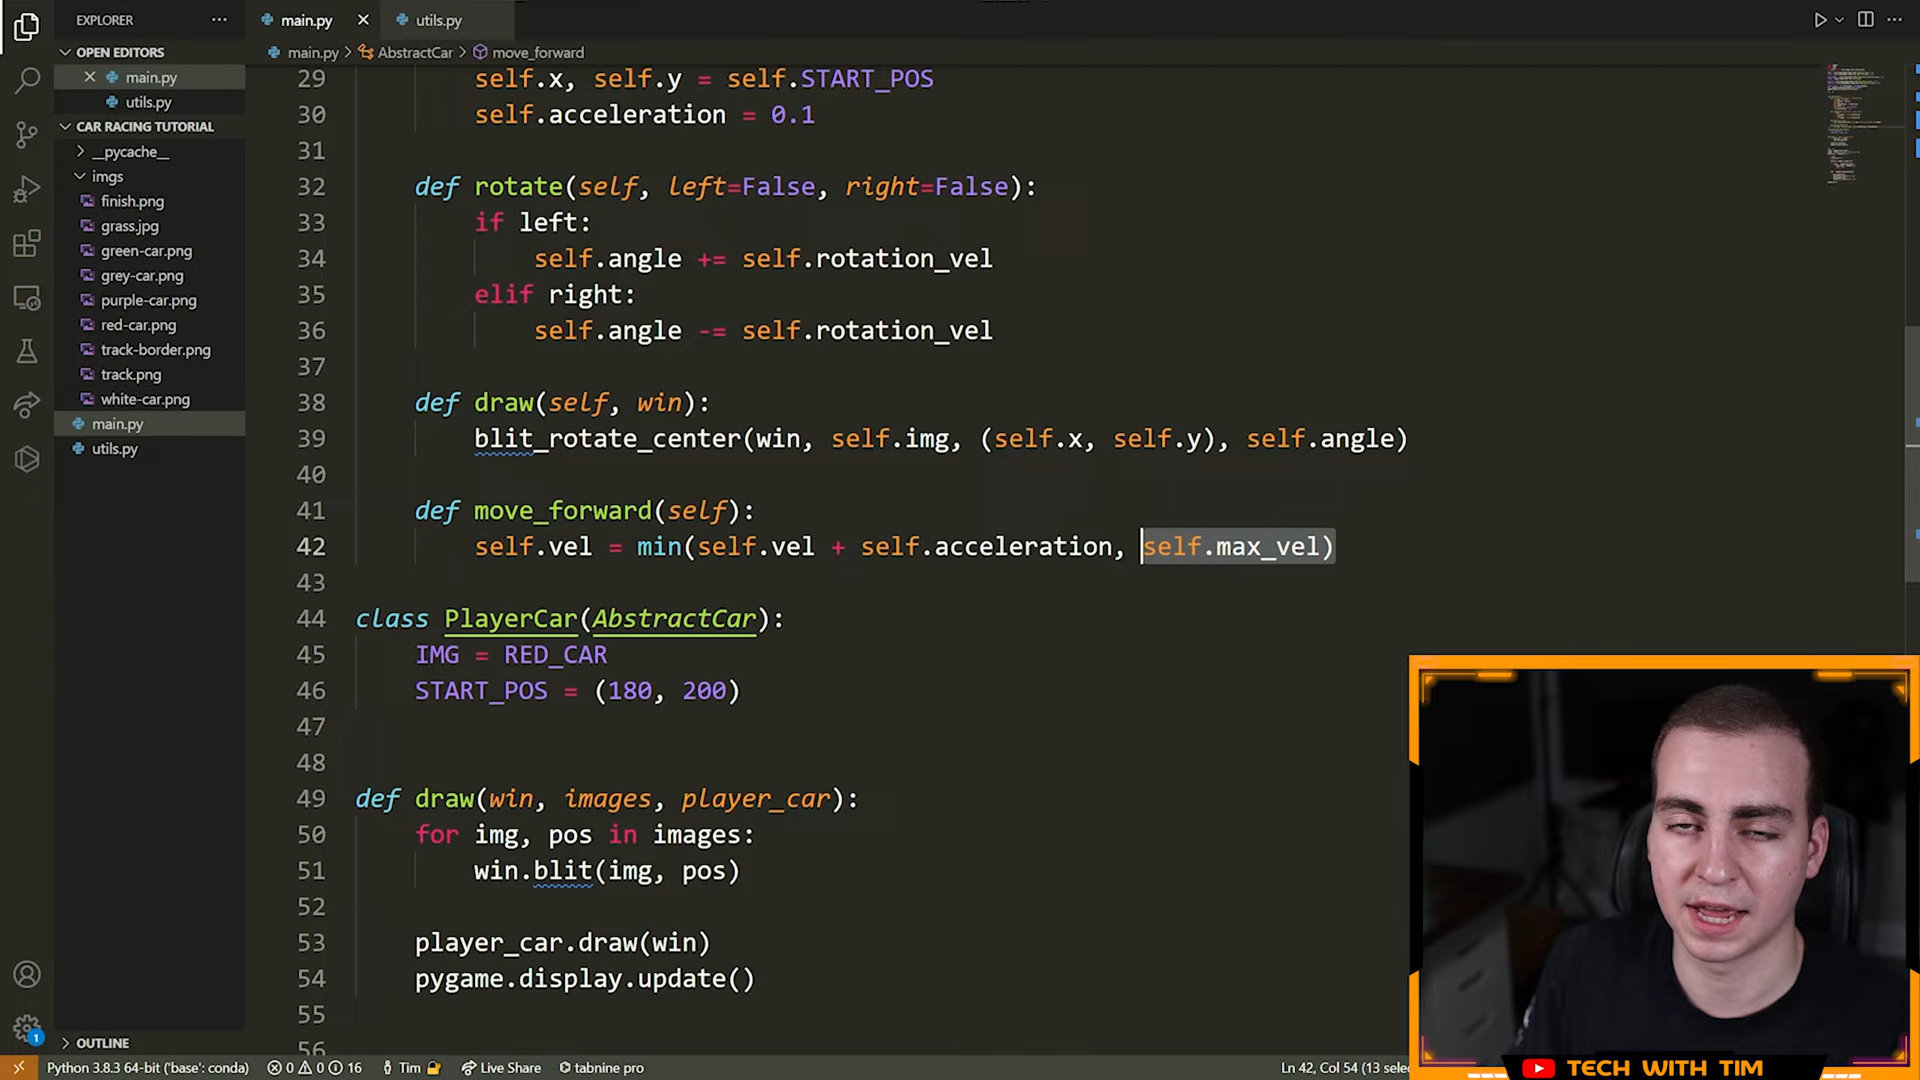 EXPLORER
···
main.py
utils.py
OPEN EDITORS
main.py
utils.py
CAR RACING TUTORIAL
__pycache__
imgs
finish.png
grass.jpg
green-car.png
grey-car.png
purple-car.png
red-car.png
track-border.png
track.png
white-car.png
main.py
utils.py
OUTLINE
main.py > AbstractCar > move_forward
29 self.x, self.y = self.START_POS
30 self.acceleration = 0.1
31
32 def rotate(self, left=False, right=False):
33 if left:
34 self.angle += self.rotation_vel
35 elif right:
36 self.angle -= self.rotation_vel
37
38 def draw(self, win):
39 blit_rotate_center(win, self.img, (self.x, self.y), self.angle)
40
41 def move_forward(self):
42 self.vel = min(self.vel + self.acceleration, self.max_vel)
43
44 class PlayerCar(AbstractCar):
45 IMG = RED_CAR
46 START_POS = (180, 200)
47
48
49 def draw(win, images, player_car):
50 for img, pos in images:
51 win.blit(img, pos)
52
53 player_car.draw(win)
54 pygame.display.update()
55
56
1
Python 3.8.3 64-bit ('base': conda) 0 0 16 Tim Live Share tabnine pro Ln 42, Col 54 (13 selec
TECH WITH TIM